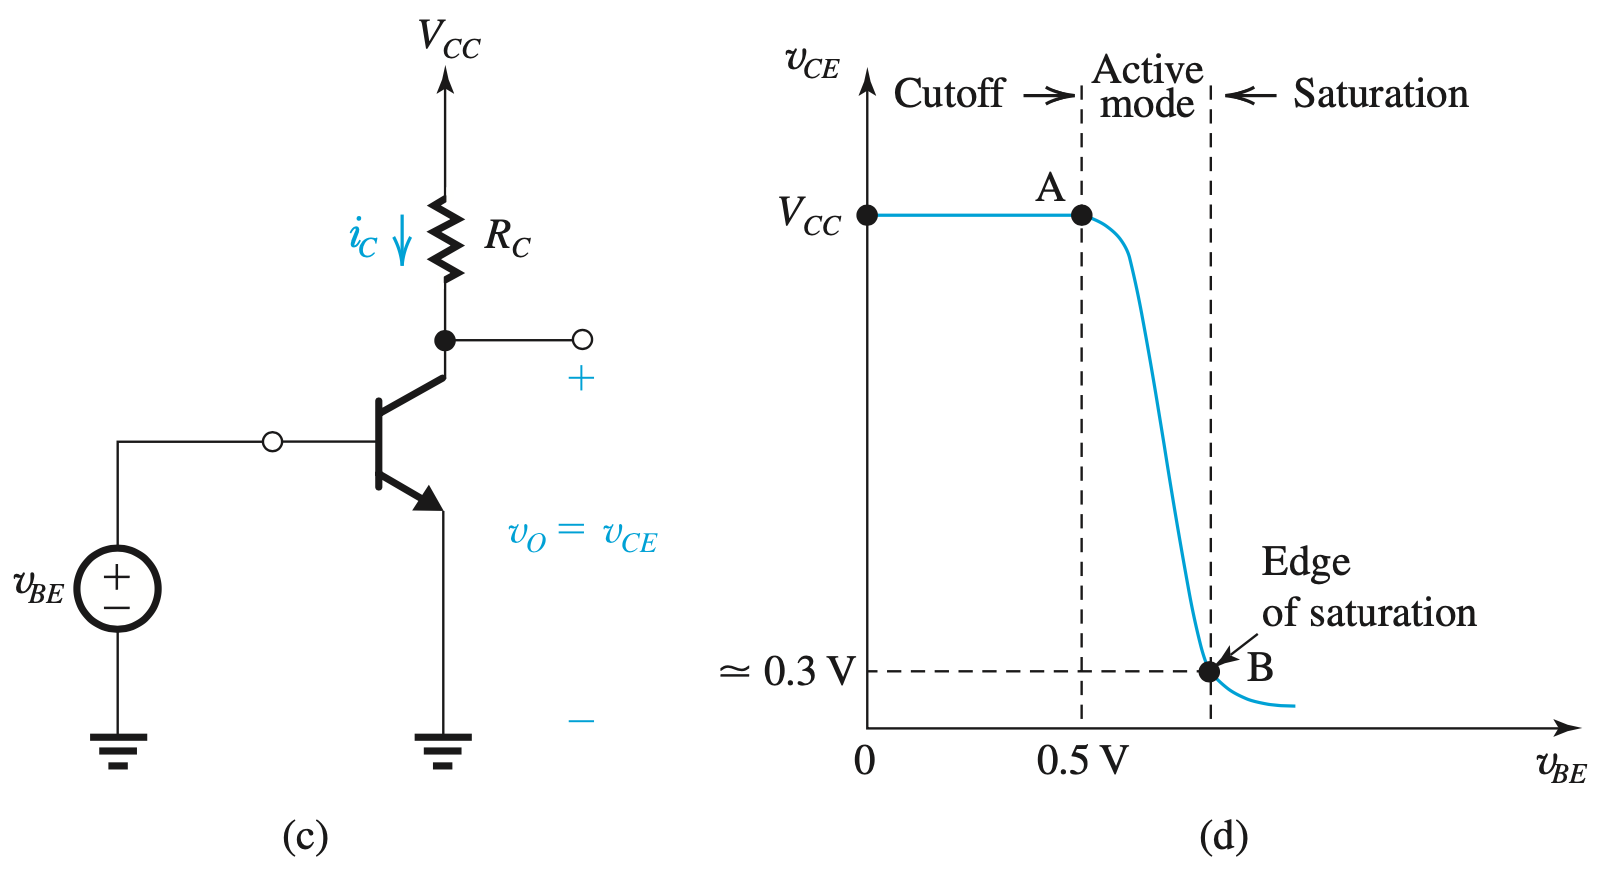 V_CC
i_C
R_C
+
v_O = v_CE
v_BE
+
−
−
(c)
v_CE
Cutoff
Active
mode
Saturation
A
V_CC
Edge
of saturation
≃ 0.3 V
B
0
0.5 V
v_BE
(d)